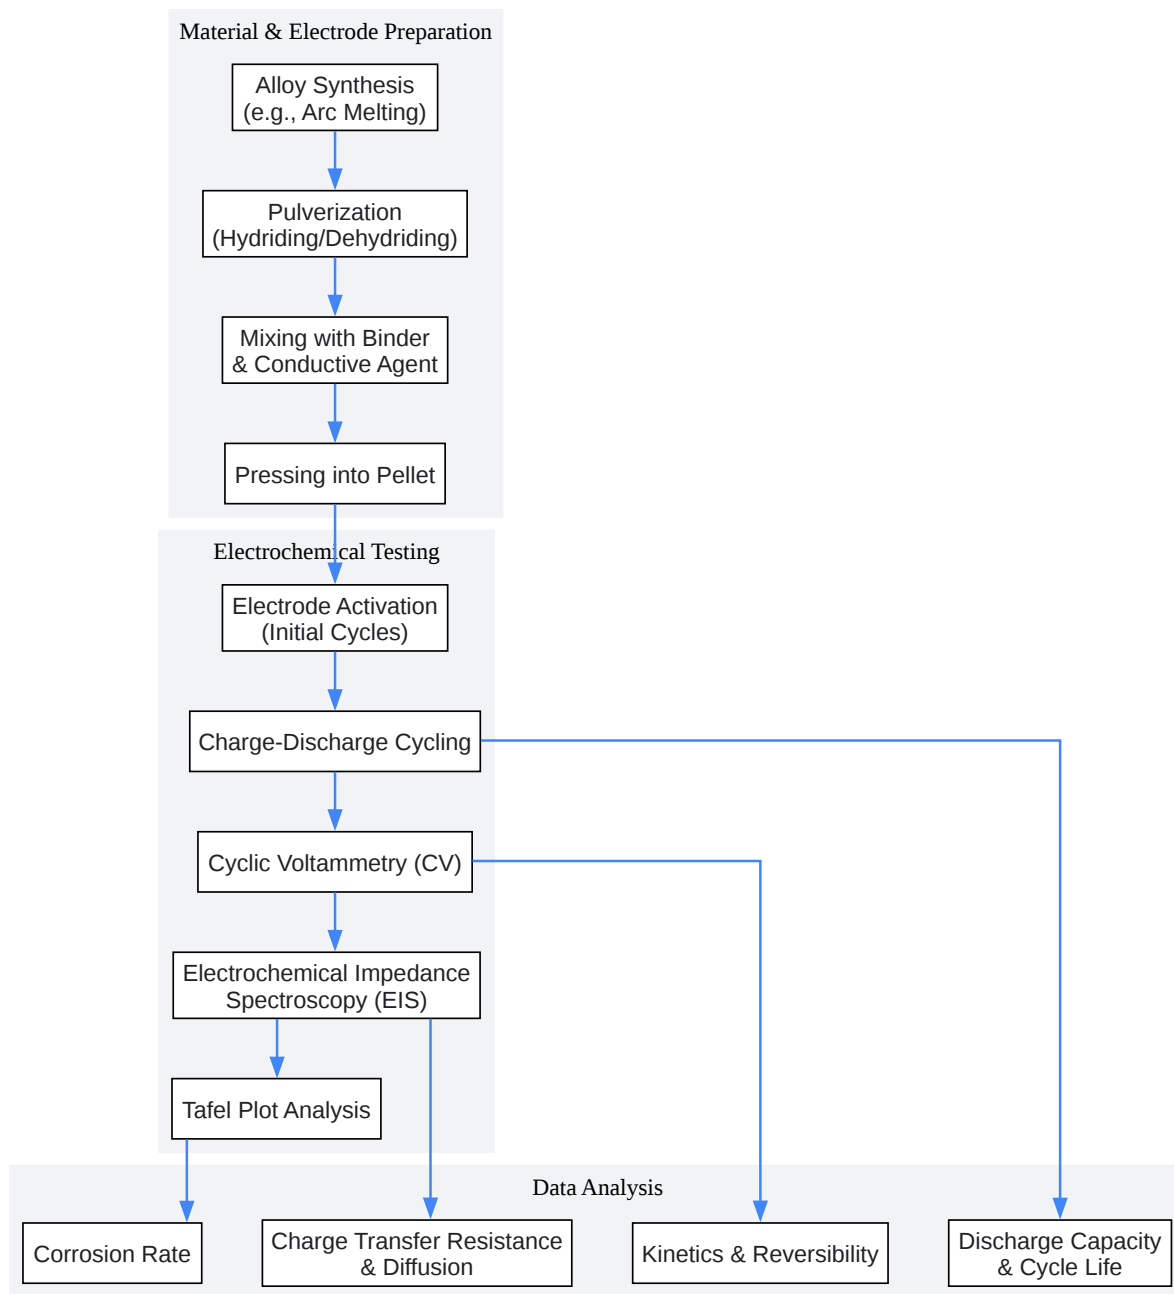 Material & Electrode Preparation
Alloy Synthesis
(e.g., Arc Melting)
Pulverization
(Hydriding/Dehydriding)
Mixing with Binder
& Conductive Agent
Pressing into Pellet
Electrochemical Testing
Electrode Activation
(Initial Cycles)
Charge-Discharge Cycling
Cyclic Voltammetry (CV)
Electrochemical Impedance
Spectroscopy (EIS)
Tafel Plot Analysis
Data Analysis
Corrosion Rate
Charge Transfer Resistance
& Diffusion
Kinetics & Reversibility
Discharge Capacity
& Cycle Life